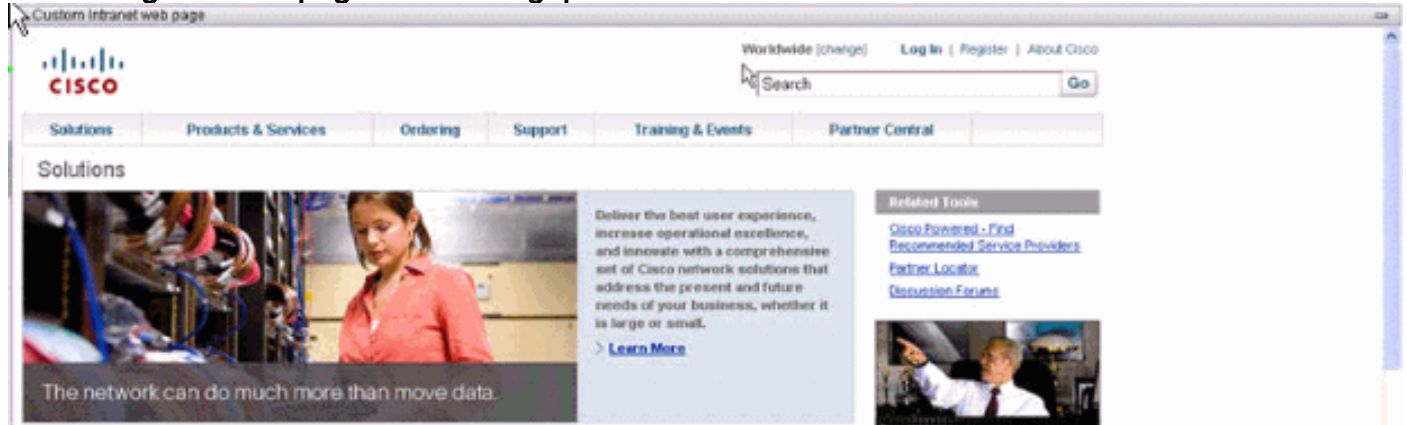 Custom Intranet web page
Worldwide [change] Log In | Register | About Cisco
CISCO
Search Go
Solutions Products & Services Ordering Support Training & Events Partner Central
Solutions
Deliver the best user experience,
increase operational excellence,
and innovate with a comprehensive
set of Cisco network solutions that
address the present and future
needs of your business, whether it
is large or small.
> Learn More
The network can do much more than move data.
Related Tools
Cisco Powered - Find
Recommended Service Providers
Partner Locator
Discussion Forums